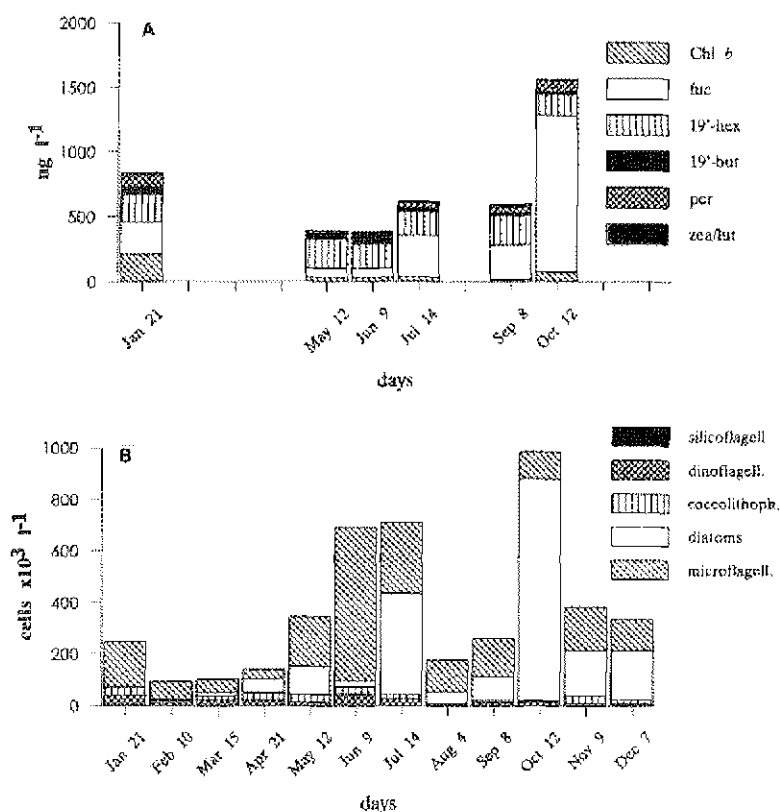 A
2000
1500
1000
500
0
ng l-1
Chl b
fuc
19'-hex
19'-but
per
zea/lut
Jan 21
May 12
Jun 9
Jul 14
Sep 8
Oct 12
days
B
1000
800
600
400
200
0
cells x10³ l-1
silicoflagell
dinoflagell.
coccolithoph.
diatoms
microflagell.
Jan 21
Feb 10
Mar 15
Apr 21
May 12
Jun 9
Jul 14
Aug 4
Sep 8
Oct 12
Nov 9
Dec 7
days